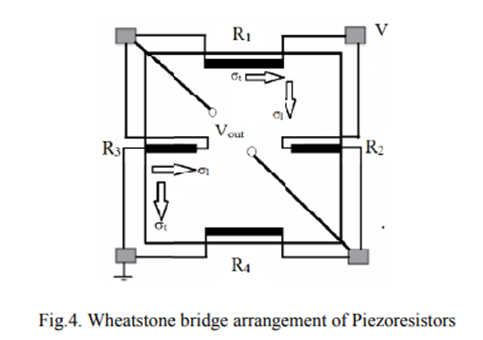 R1
V
σt
σl
Vout
R3
R2
σl
σt
R4
Fig.4. Wheatstone bridge arrangement of Piezoresistors